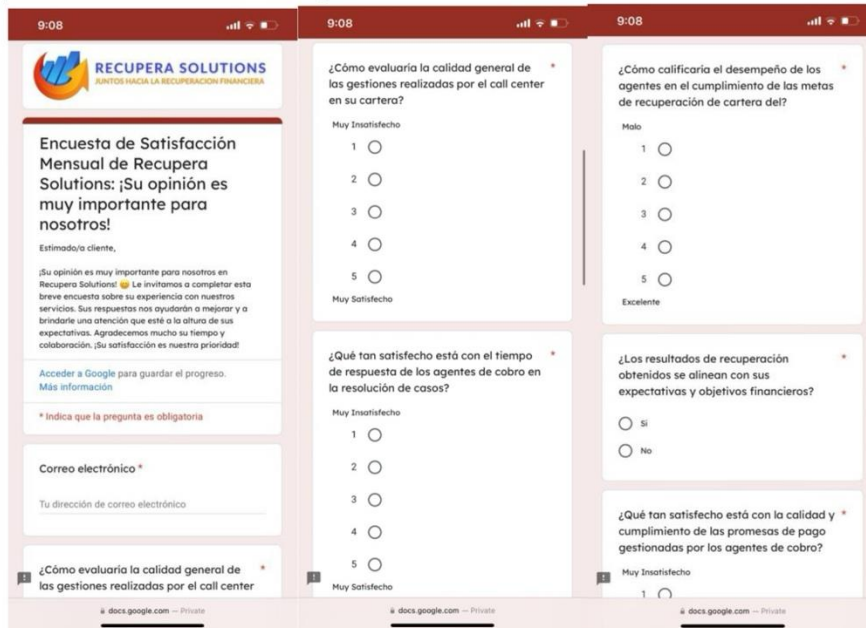 9:08
RECUPERA SOLUTIONS
JUNTOS HACIA LA RECUPERACION FINANCIERA
Encuesta de Satisfacción
Mensual de Recupera
Solutions: ¡Su opinión es
muy importante para
nosotros!
Estimado/a cliente,
¡Su opinión es muy importante para nosotros en
Recupera Solutions! 😊 Le invitamos a completar esta
breve encuesta sobre su experiencia con nuestros
servicios. Sus respuestas nos ayudarán a mejorar y a
brindarle una atención que esté a la altura de sus
expectativas. Agradecemos mucho su tiempo y
colaboración. ¡Su satisfacción es nuestra prioridad!
Acceder a Google para guardar el progreso.
Más información
* Indica que la pregunta es obligatoria
Correo electrónico *
Tu dirección de correo electrónico
¿Cómo evaluaría la calidad general de *
las gestiones realizadas por el call center
docs.google.com — Private
9:08
¿Cómo evaluaría la calidad general de *
las gestiones realizadas por el call center
en su cartera?
Muy Insatisfecho
1
2
3
4
5
Muy Satisfecho
¿Qué tan satisfecho está con el tiempo *
de respuesta de los agentes de cobro en
la resolución de casos?
Muy Insatisfecho
1
2
3
4
5
Muy Satisfecho
docs.google.com — Private
9:08
¿Cómo calificaría el desempeño de los *
agentes en el cumplimiento de las metas
de recuperación de cartera del?
Malo
1
2
3
4
5
Excelente
¿Los resultados de recuperación *
obtenidos se alinean con sus
expectativas y objetivos financieros?
Si
No
¿Qué tan satisfecho está con la calidad y *
cumplimiento de las promesas de pago
gestionadas por los agentes de cobro?
Muy Insatisfecho
1
docs.google.com — Private